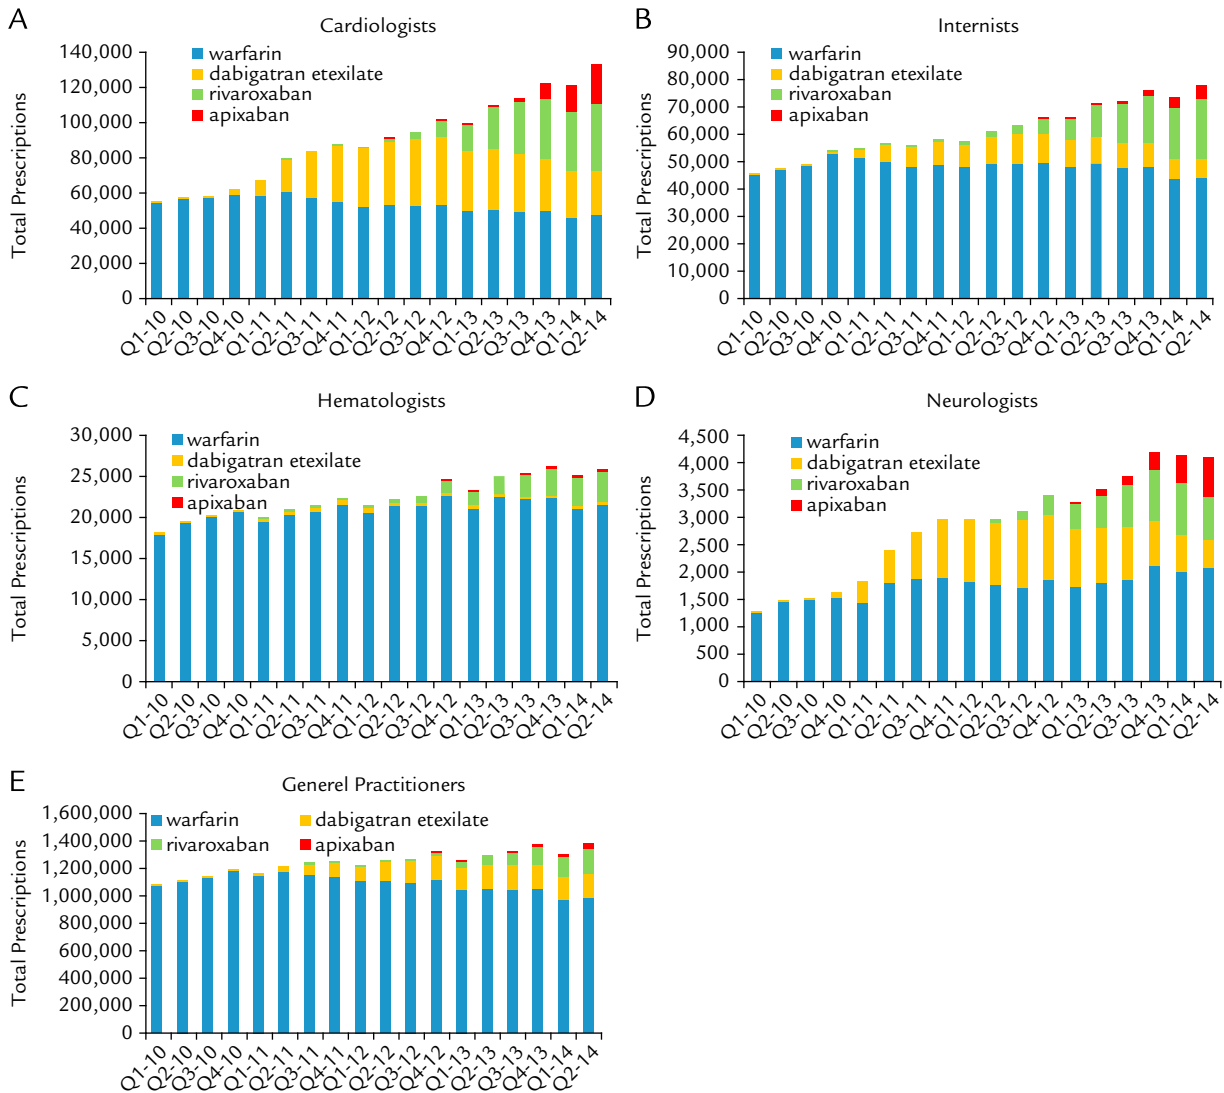 A
Cardiologists
Total Prescriptions
140,000
120,000
100,000
80,000
60,000
40,000
20,000
0
warfarin
dabigatran etexilate
rivaroxaban
apixaban
Q1-10
Q2-10
Q3-10
Q4-10
Q1-11
Q2-11
Q3-11
Q4-11
Q1-12
Q2-12
Q3-12
Q4-12
Q1-13
Q2-13
Q3-13
Q4-13
Q1-14
Q2-14
B
Internists
Total Prescriptions
90,000
80,000
70,000
60,000
50,000
40,000
30,000
20,000
10,000
0
warfarin
dabigatran etexilate
rivaroxaban
apixaban
Q1-10
Q2-10
Q3-10
Q4-10
Q1-11
Q2-11
Q3-11
Q4-11
Q1-12
Q2-12
Q3-12
Q4-12
Q1-13
Q2-13
Q3-13
Q4-13
Q1-14
Q2-14
C
Hematologists
Total Prescriptions
30,000
25,000
20,000
15,000
10,000
5,000
0
warfarin
dabigatran etexilate
rivaroxaban
apixaban
Q1-10
Q2-10
Q3-10
Q4-10
Q1-11
Q2-11
Q3-11
Q4-11
Q1-12
Q2-12
Q3-12
Q4-12
Q1-13
Q2-13
Q3-13
Q4-13
Q1-14
Q2-14
D
Neurologists
Total Prescriptions
4,500
4,000
3,500
3,000
2,500
2,000
1,500
1,000
500
0
warfarin
dabigatran etexilate
rivaroxaban
apixaban
Q1-10
Q2-10
Q3-10
Q4-10
Q1-11
Q2-11
Q3-11
Q4-11
Q1-12
Q2-12
Q3-12
Q4-12
Q1-13
Q2-13
Q3-13
Q4-13
Q1-14
Q2-14
E
Generel Practitioners
Total Prescriptions
1,600,000
1,400,000
1,200,000
1,000,000
800,000
600,000
400,000
200,000
0
warfarin dabigatran etexilate
rivaroxaban apixaban
Q1-10
Q2-10
Q3-10
Q4-10
Q1-11
Q2-11
Q3-11
Q4-11
Q1-12
Q2-12
Q3-12
Q4-12
Q1-13
Q2-13
Q3-13
Q4-13
Q1-14
Q2-14